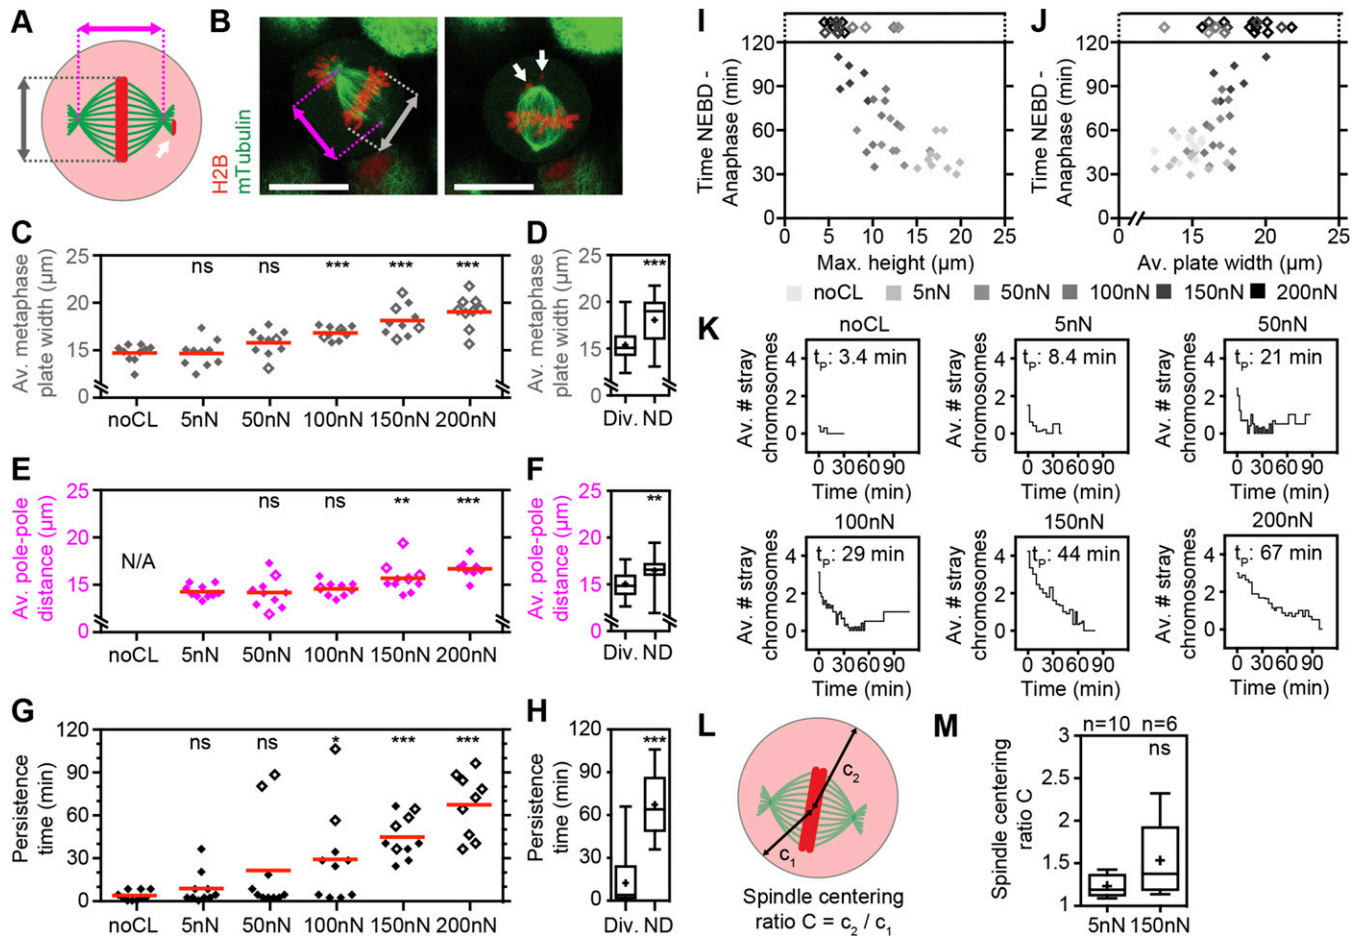 A
B
H2B
mTubulin
C
Av. metaphase
plate width (µm)
25
20
15
0
ns
ns
***
***
***
noCL
5nN
50nN
100nN
150nN
200nN
D
Av. metaphase
plate width (µm)
25
20
15
0
***
Div.
ND
E
Av. pole-pole
distance (µm)
25
20
15
0
N/A
ns
ns
**
***
noCL
5nN
50nN
100nN
150nN
200nN
F
Av. pole-pole
distance (µm)
25
20
15
0
**
Div.
ND
G
Persistence
time (min)
120
90
60
30
0
ns
ns
*
***
***
noCL
5nN
50nN
100nN
150nN
200nN
H
Persistence
time (min)
120
90
60
30
0
***
Div.
ND
I
Time NEBD -
Anaphase (min)
120
90
60
30
0
0
5
10
15
20
25
Max. height (µm)
J
Time NEBD -
Anaphase (min)
120
90
60
30
0
0
15
20
25
Av. plate width (µm)
noCL
5nN
50nN
100nN
150nN
200nN
K
noCL
Av. # stray
chromosomes
4
2
0
tP: 3.4 min
0
30
60
90
Time (min)
5nN
Av. # stray
chromosomes
4
2
0
tP: 8.4 min
0
30
60
90
Time (min)
50nN
Av. # stray
chromosomes
4
2
0
tP: 21 min
0
30
60
90
Time (min)
100nN
Av. # stray
chromosomes
4
2
0
tP: 29 min
0
30
60
90
Time (min)
150nN
Av. # stray
chromosomes
4
2
0
tP: 44 min
0
30
60
90
Time (min)
200nN
Av. # stray
chromosomes
4
2
0
tP: 67 min
0
30
60
90
Time (min)
L
c2
c1
Spindle centering
ratio C = c2 / c1
M
Spindle centering
ratio C
n=10
n=6
ns
3
2.5
2
1.5
1
5nN
150nN